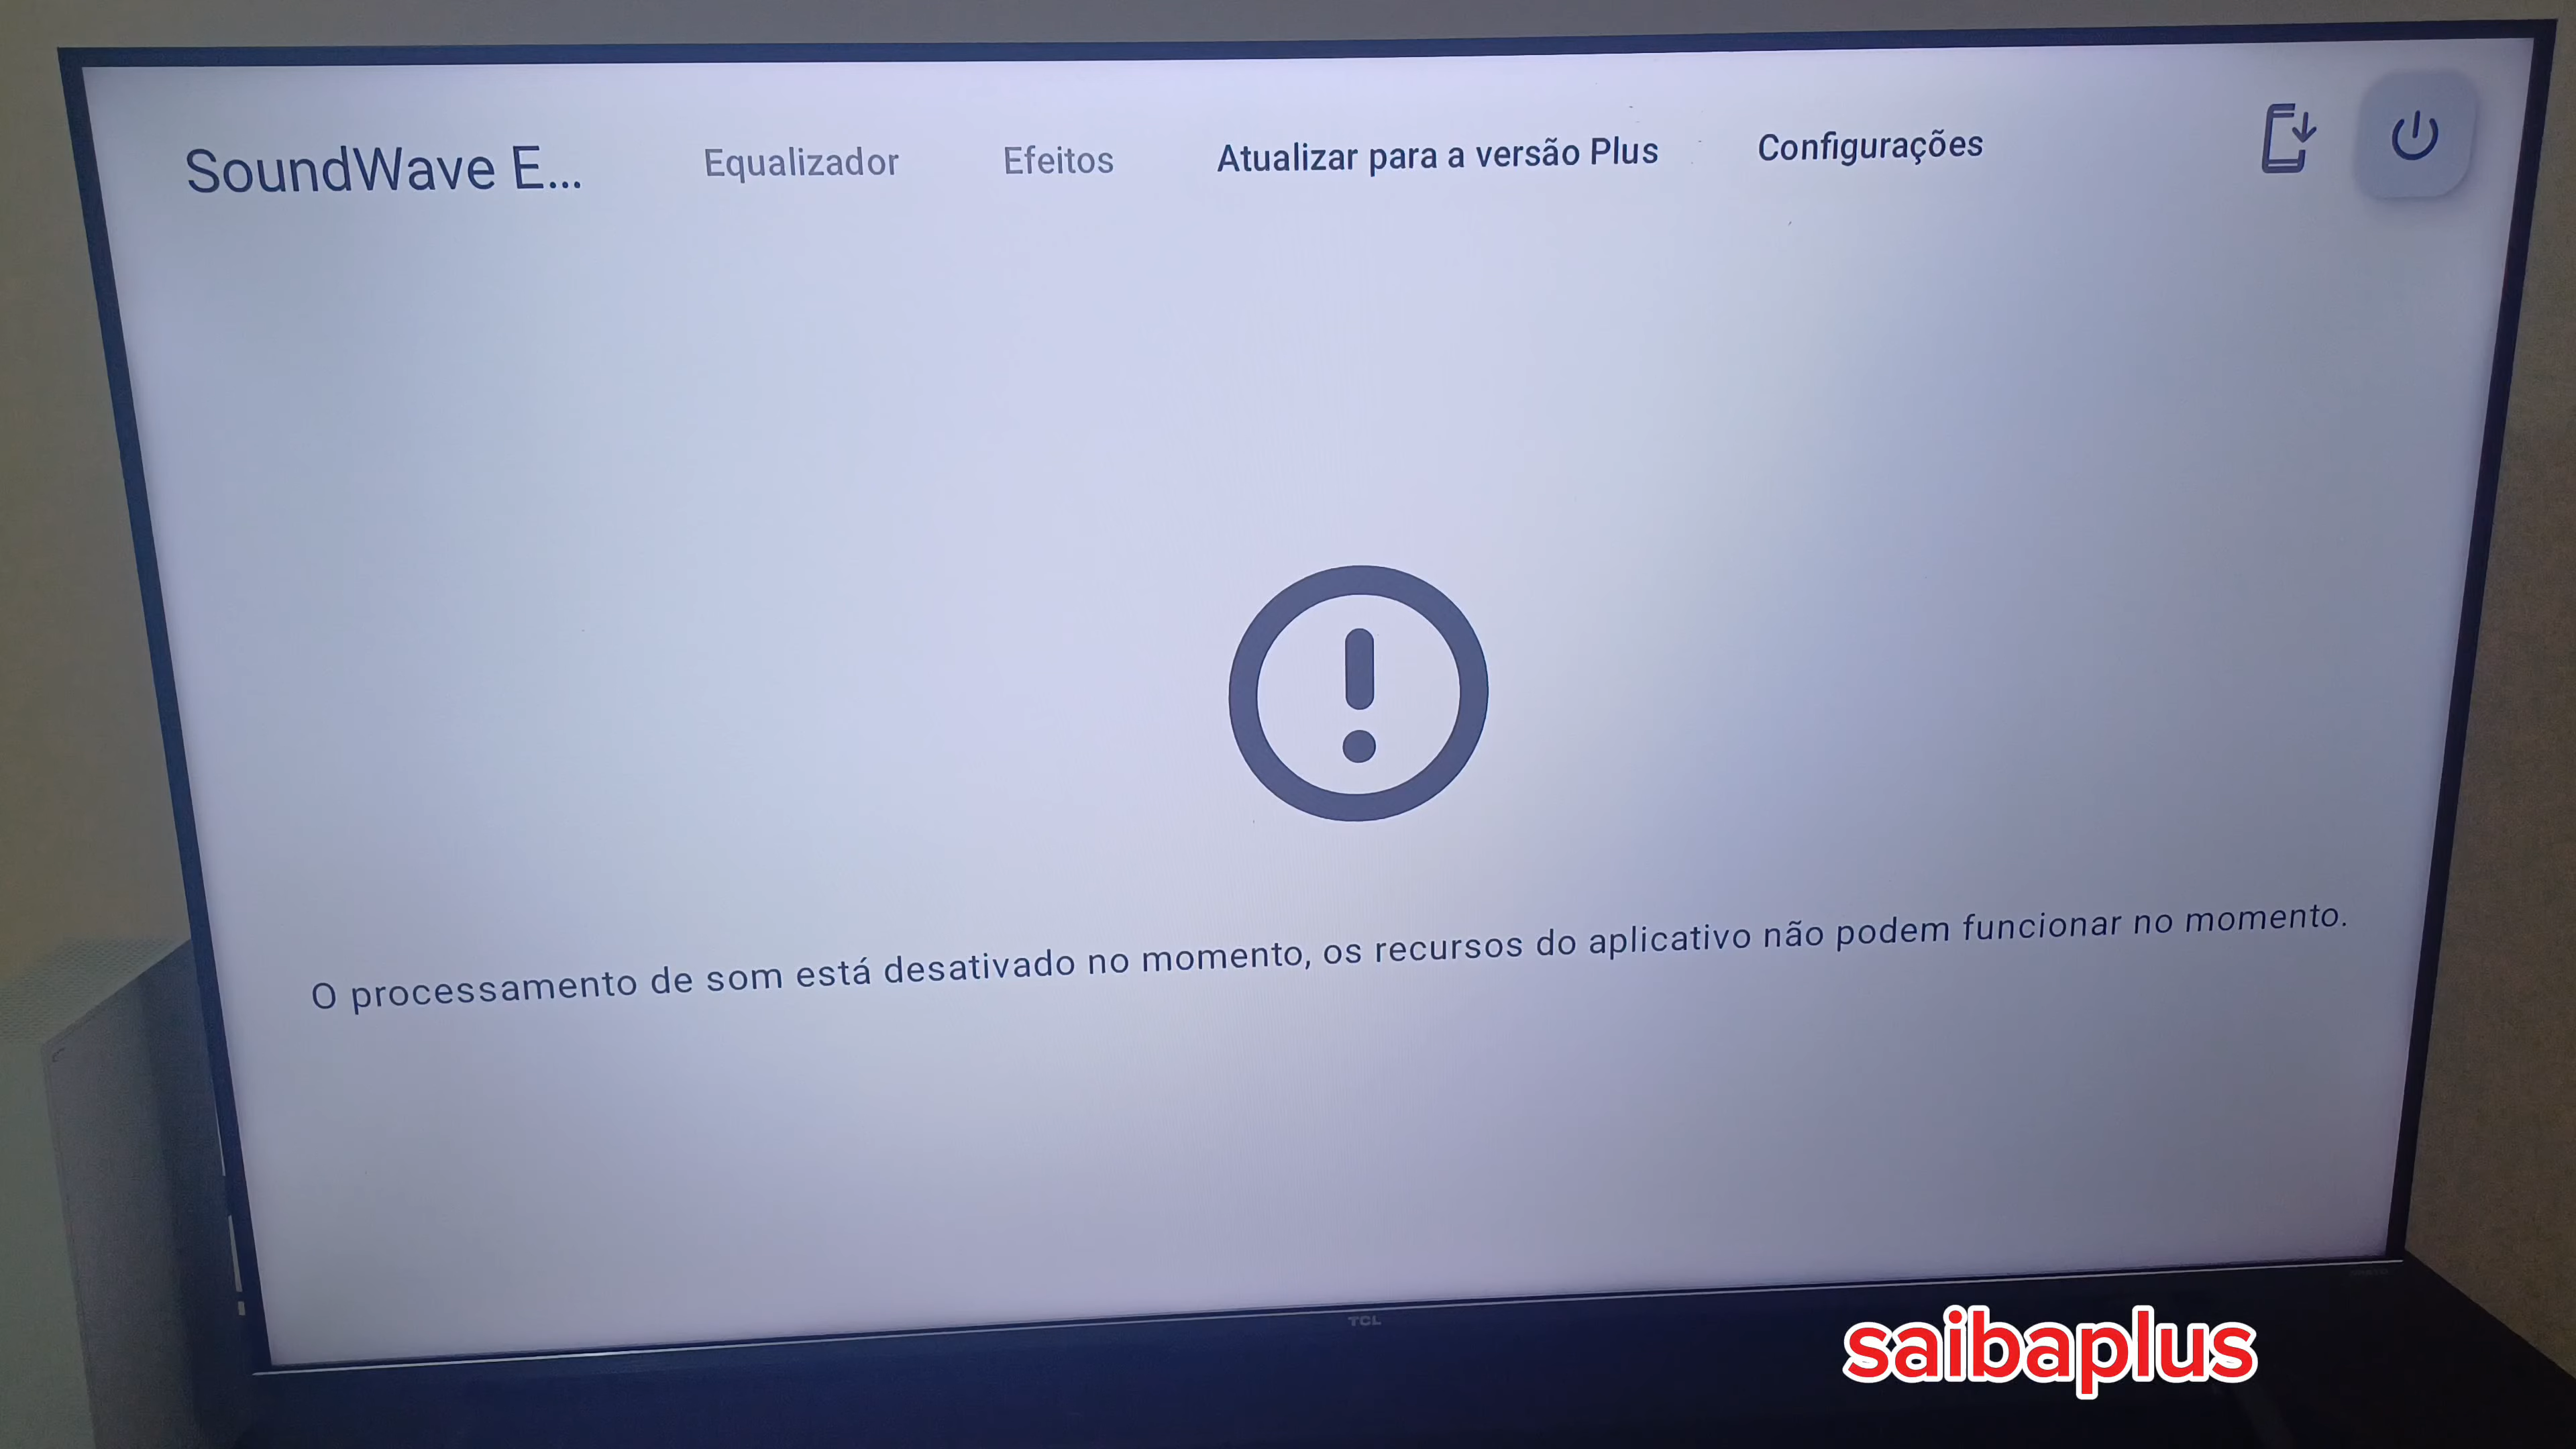 SoundWave E...
Equalizador
Efeitos
Atualizar para a versão Plus
Configurações
O processamento de som está desativado no momento, os recursos do aplicativo não podem funcionar no momento.
TCL
saibaplus